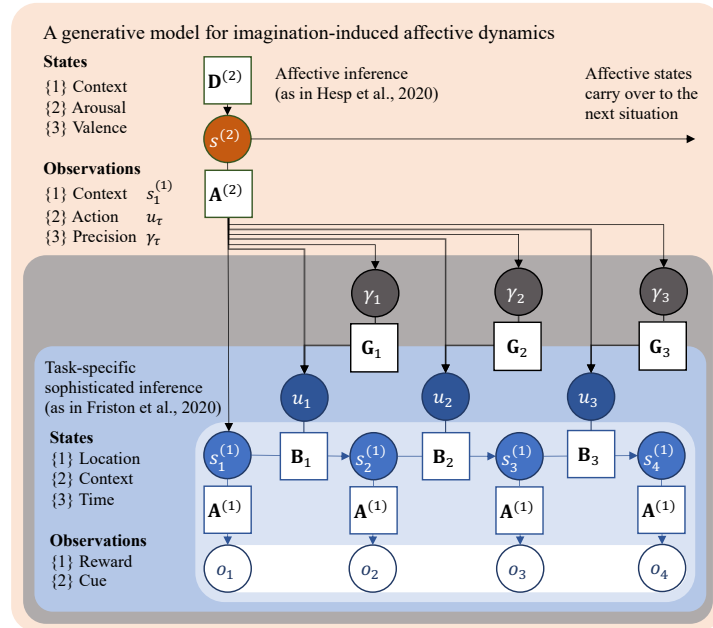 A generative model for imagination-induced affective dynamics
States
{1} Context
{2} Arousal
{3} Valence
Observations
{1} Context s₁⁽¹⁾
{2} Action u_τ
{3} Precision γ_τ
D⁽²⁾
s⁽²⁾
A⁽²⁾
Affective inference
(as in Hesp et al., 2020)
Affective states
carry over to the
next situation
γ₁ γ₂ γ₃
G₁ G₂ G₃
Task-specific
sophisticated inference
(as in Friston et al., 2020)
u₁ u₂ u₃
States
{1} Location
{2} Context
{3} Time
s₁⁽¹⁾ B₁ s₂⁽¹⁾ B₂ s₃⁽¹⁾ B₃ s₄⁽¹⁾
A⁽¹⁾ A⁽¹⁾ A⁽¹⁾ A⁽¹⁾
Observations
{1} Reward
{2} Cue
o₁ o₂ o₃ o₄